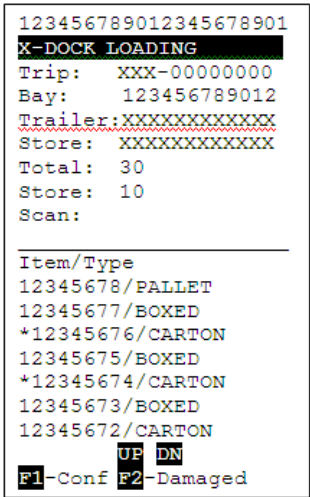 123456789012345678901
X-DOCK LOADING
Trip: XXX-00000000
Bay: 123456789012
Trailer:XXXXXXXXXXXX
Store: XXXXXXXXXXXX
Total: 30
Store: 10
Scan:
Item/Type
12345678/PALLET
12345677/BOXED
*12345676/CARTON
12345675/BOXED
*12345674/CARTON
12345673/BOXED
12345672/CARTON
UP DN
F1-Conf F2-Damaged